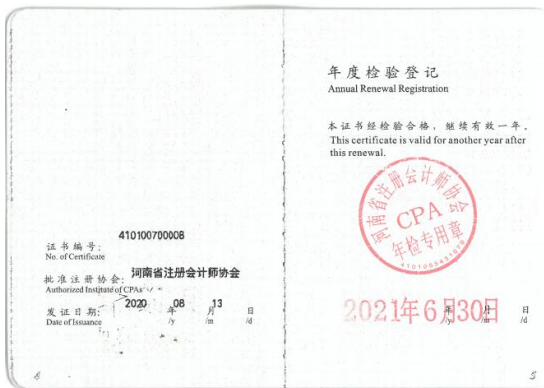 证书编号:
410100700008
No. of Certificate
批准注册协会:
河南省注册会计师协会
Authorized Institute of CPAs
发证日期:
2020 年 08 月 13 日
Date of Issuance /y /m /d
年度检验登记
Annual Renewal Registration
本证书经检验合格，继续有效一年。
This certificate is valid for another year after
this renewal.
河南省注册会计师协会
CPA
年检专用章
2021年6月30日
年 月 日
/y /m /d
5